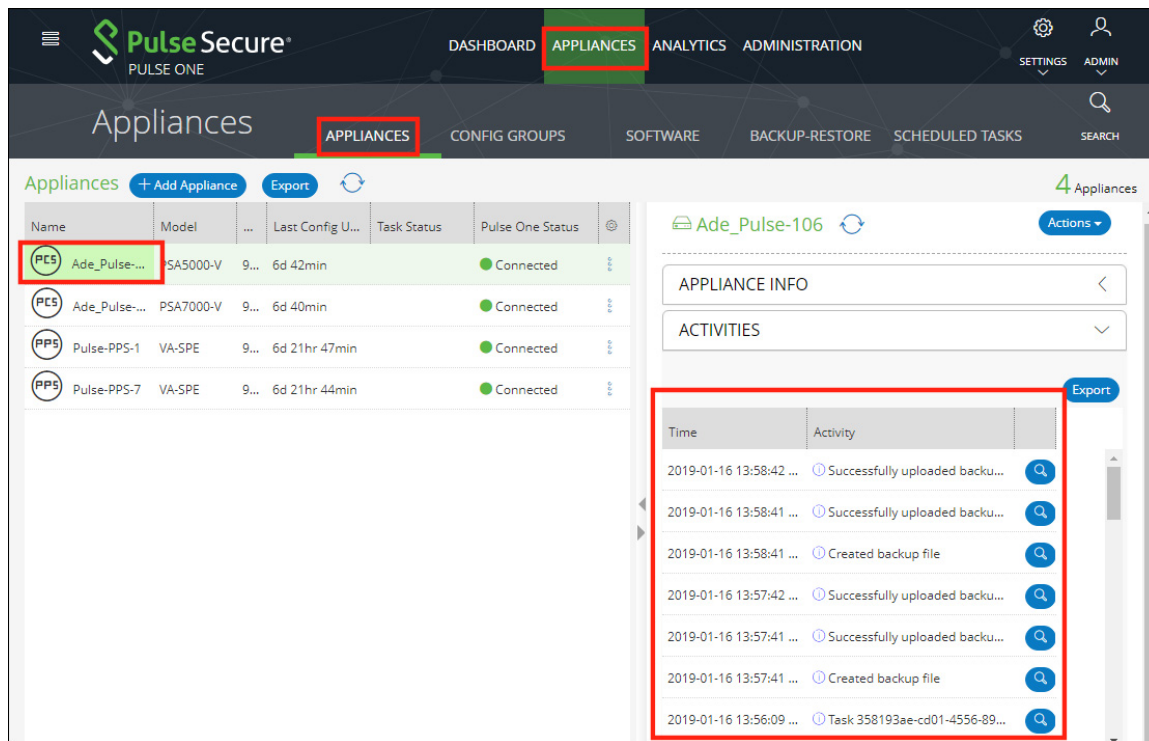 Pulse Secure®
PULSE ONE
DASHBOARD APPLIANCES ANALYTICS ADMINISTRATION
SETTINGS ADMIN
Appliances
APPLIANCES CONFIG GROUPS SOFTWARE BACKUP-RESTORE SCHEDULED TASKS
SEARCH
Appliances + Add Appliance Export
4 Appliances
Name Model ... Last Config U... Task Status Pulse One Status
PCS Ade_Pulse-... PSA5000-V 9... 6d 42min Connected
PCS Ade_Pulse-... PSA7000-V 9... 6d 40min Connected
PPS Pulse-PPS-1 VA-SPE 9... 6d 21hr 47min Connected
PPS Pulse-PPS-7 VA-SPE 9... 6d 21hr 44min Connected
Ade_Pulse-106 Actions
APPLIANCE INFO
ACTIVITIES
Export
Time Activity
2019-01-16 13:58:42 ... Successfully uploaded backu...
2019-01-16 13:58:41 ... Successfully uploaded backu...
2019-01-16 13:58:41 ... Created backup file
2019-01-16 13:57:42 ... Successfully uploaded backu...
2019-01-16 13:57:41 ... Successfully uploaded backu...
2019-01-16 13:57:41 ... Created backup file
2019-01-16 13:56:09 ... Task 358193ae-cd01-4556-89...